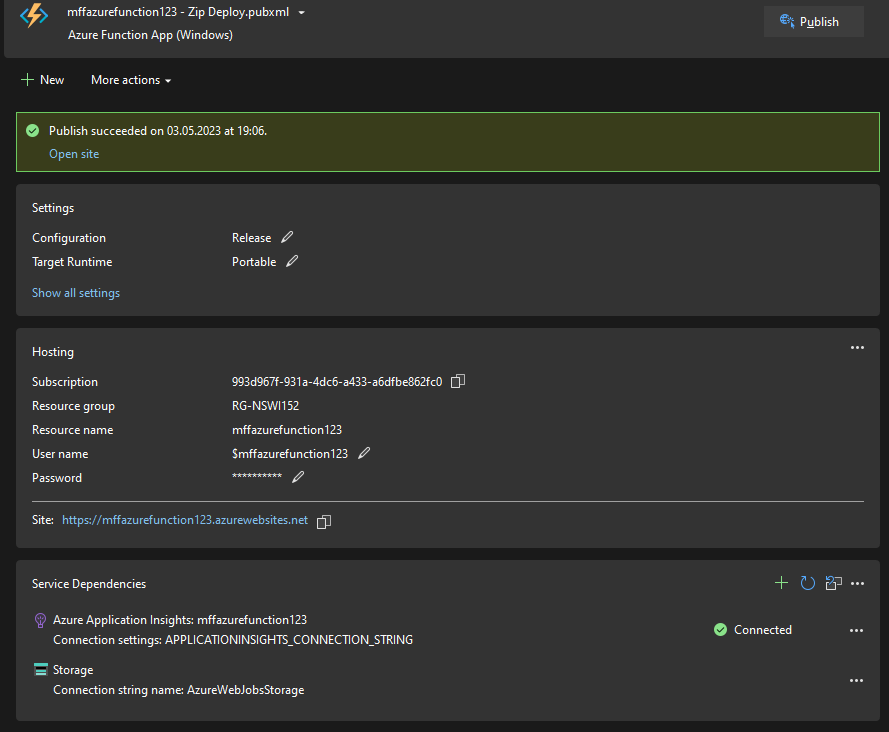 mffazurefunction123 - Zip Deploy.pubxml
Azure Function App (Windows)
Publish
New
More actions
Publish succeeded on 03.05.2023 at 19:06.
Open site
Settings
Configuration Release
Target Runtime Portable
Show all settings
Hosting
Subscription 993d967f-931a-4dc6-a433-a6dfbe862fc0
Resource group RG-NSWI152
Resource name mffazurefunction123
User name $mffazurefunction123
Password **********
Site: https://mffazurefunction123.azurewebsites.net
Service Dependencies
Azure Application Insights: mffazurefunction123
Connection settings: APPLICATIONINSIGHTS_CONNECTION_STRING
Connected
Storage
Connection string name: AzureWebJobsStorage